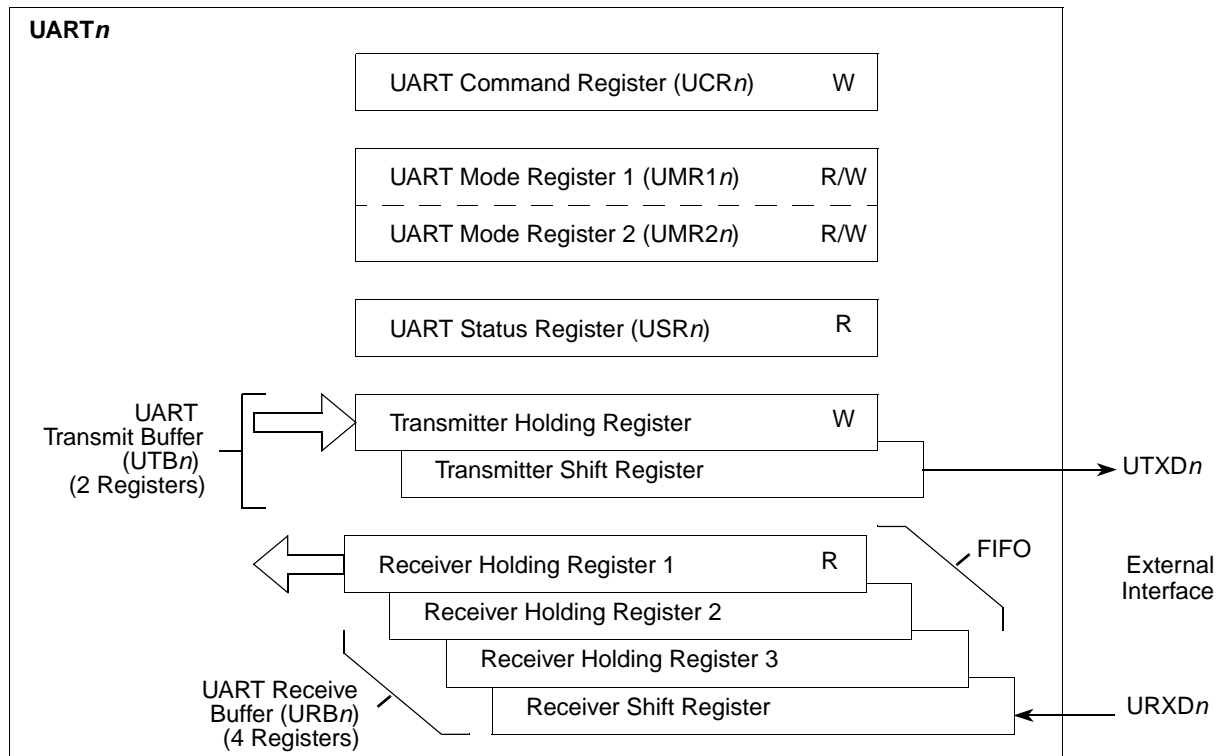 UARTn
UART Command Register (UCRn) W
UART Mode Register 1 (UMR1n) R/W
UART Mode Register 2 (UMR2n) R/W
UART Status Register (USRn) R
UART
Transmit Buffer
(UTBn)
(2 Registers)
Transmitter Holding Register W
Transmitter Shift Register
UTXDn
Receiver Holding Register 1 R
FIFO
External
Interface
Receiver Holding Register 2
Receiver Holding Register 3
UART Receive
Buffer (URBn)
(4 Registers)
Receiver Shift Register
URXDn